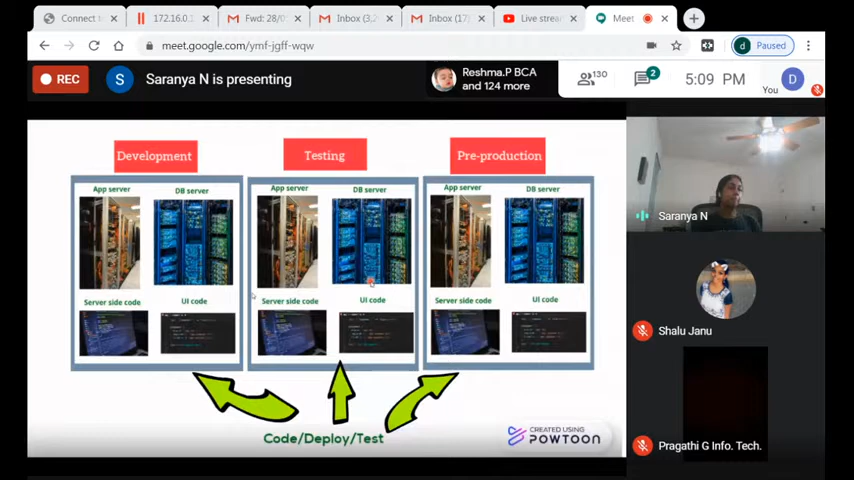 Connect t
172.16.0.
Fwd: 28/0
Inbox (3,2
Inbox (17)
Live strea
Meet
meet.google.com/ymf-jgff-wqw
d
Paused
REC
S
Saranya N is presenting
Reshma.P BCA
and 124 more
130
2
5:09 PM
You
D
Development
Testing
Pre-production
App server
DB server
App server
DB server
App server
DB server
Server side code
UI code
Server side code
UI code
Server side code
UI code
Code/Deploy/Test
CREATED USING
POWTOON
Saranya N
Shalu Janu
Pragathi G Info. Tech.